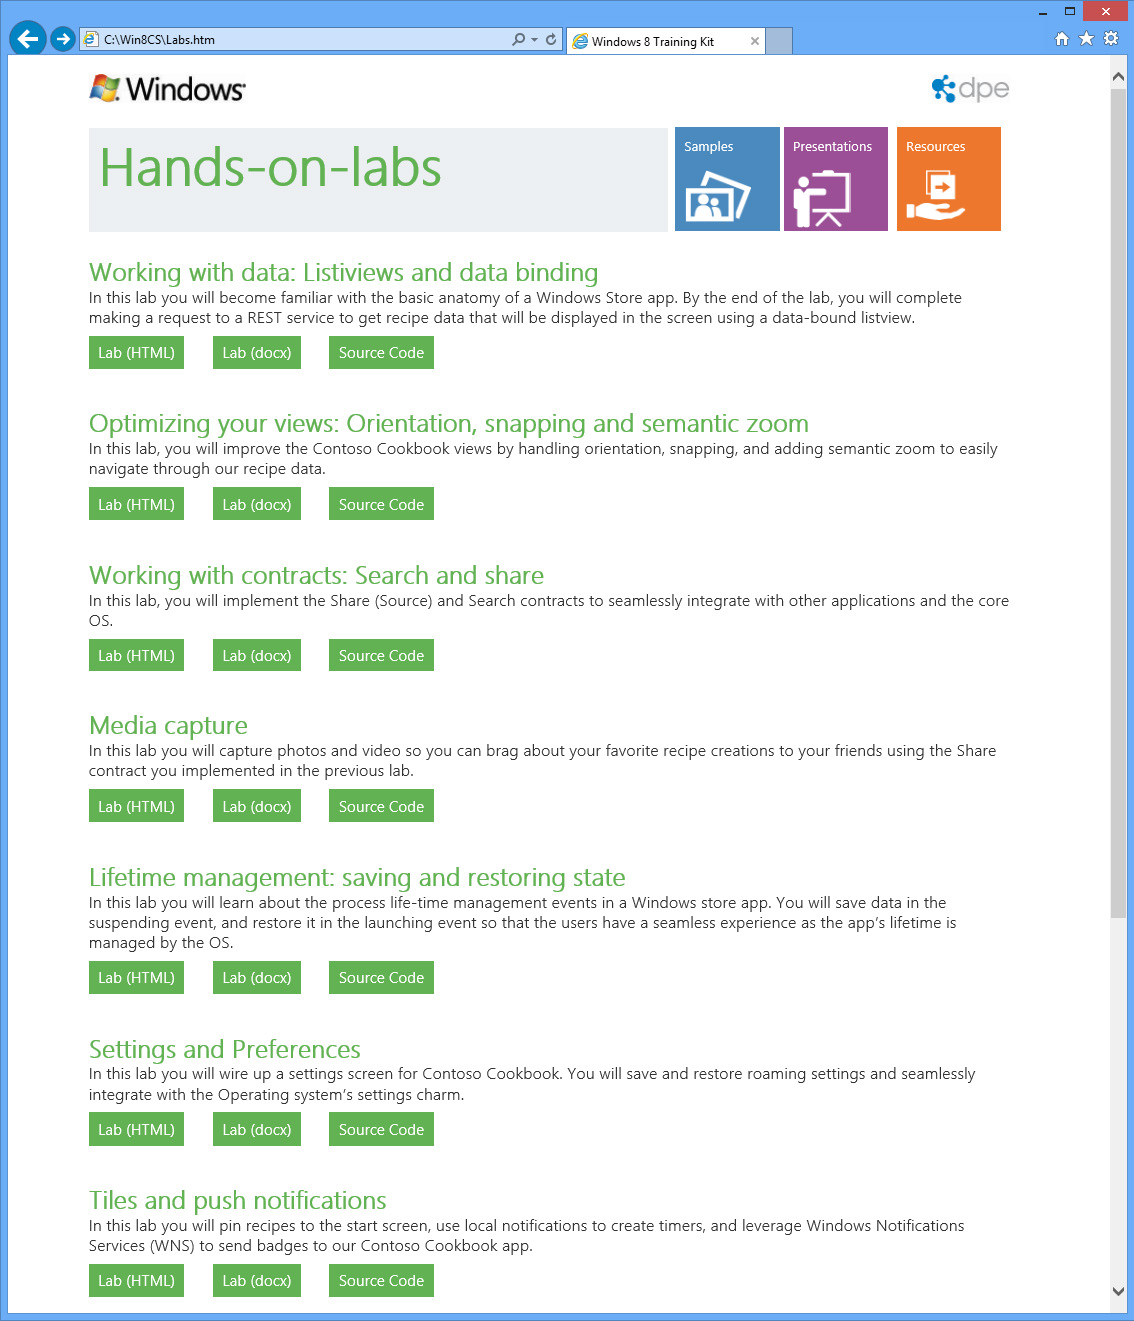 C:\Win8CS\Labs.htm
Windows 8 Training Kit
Windows
dpe
Hands-on-labs
Samples
Presentations
Resources
Working with data: Listiviews and data binding
In this lab you will become familiar with the basic anatomy of a Windows Store app. By the end of the lab, you will complete
making a request to a REST service to get recipe data that will be displayed in the screen using a data-bound listview.
Lab (HTML) Lab (docx) Source Code
Optimizing your views: Orientation, snapping and semantic zoom
In this lab, you will improve the Contoso Cookbook views by handling orientation, snapping, and adding semantic zoom to easily
navigate through our recipe data.
Lab (HTML) Lab (docx) Source Code
Working with contracts: Search and share
In this lab, you will implement the Share (Source) and Search contracts to seamlessly integrate with other applications and the core
OS.
Lab (HTML) Lab (docx) Source Code
Media capture
In this lab you will capture photos and video so you can brag about your favorite recipe creations to your friends using the Share
contract you implemented in the previous lab.
Lab (HTML) Lab (docx) Source Code
Lifetime management: saving and restoring state
In this lab you will learn about the process life-time management events in a Windows store app. You will save data in the
suspending event, and restore it in the launching event so that the users have a seamless experience as the app's lifetime is
managed by the OS.
Lab (HTML) Lab (docx) Source Code
Settings and Preferences
In this lab you will wire up a settings screen for Contoso Cookbook. You will save and restore roaming settings and seamlessly
integrate with the Operating system's settings charm.
Lab (HTML) Lab (docx) Source Code
Tiles and push notifications
In this lab you will pin recipes to the start screen, use local notifications to create timers, and leverage Windows Notifications
Services (WNS) to send badges to our Contoso Cookbook app.
Lab (HTML) Lab (docx) Source Code